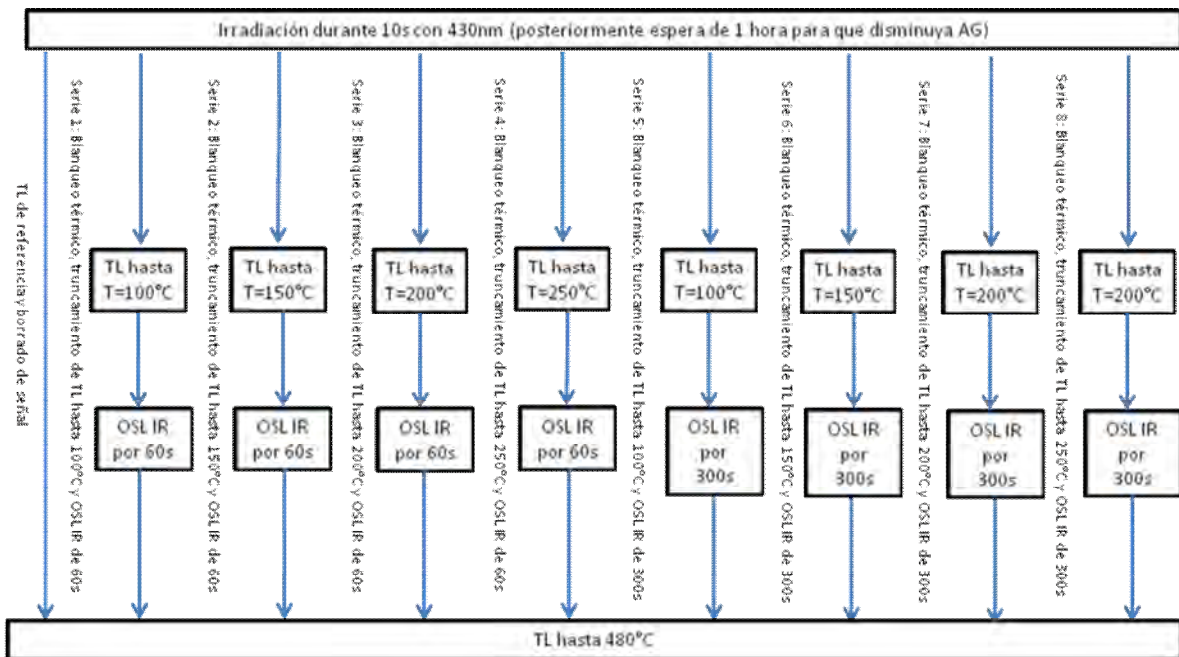 Irradiación durante 10s con 430nm (posteriormente espera de 1 hora para que disminuya AG)
TL de referencia y borrado de señal
Serie 1: Blanqueo térmico, truncamiento de TL hasta 100°C y OSL IR de 60s
TL hasta
T=100°C
OSL IR
por 60s
Serie 2: Blanqueo térmico, truncamiento de TL hasta 150°C y OSL IR de 60s
TL hasta
T=150°C
OSL IR
por 60s
Serie 3: Blanqueo térmico, truncamiento de TL hasta 200°C y OSL IR de 60s
TL hasta
T=200°C
OSL IR
por 60s
Serie 4: Blanqueo térmico, truncamiento de TL hasta 250°C y OSL IR de 60s
TL hasta
T=250°C
OSL IR
por 60s
Serie 5: Blanqueo térmico, truncamiento de TL hasta 100°C y OSL IR de 300s
TL hasta
T=100°C
OSL IR
por
300s
Serie 6: Blanqueo térmico, truncamiento de TL hasta 150°C y OSL IR de 300s
TL hasta
T=150°C
OSL IR
por
300s
Serie 7: Blanqueo térmico, truncamiento de TL hasta 200°C y OSL IR de 300s
TL hasta
T=200°C
OSL IR
por
300s
Serie 8: Blanqueo térmico, truncamiento de TL hasta 250°C y OSL IR de 300s
TL hasta
T=200°C
OSL IR
por
300s
TL hasta 480°C